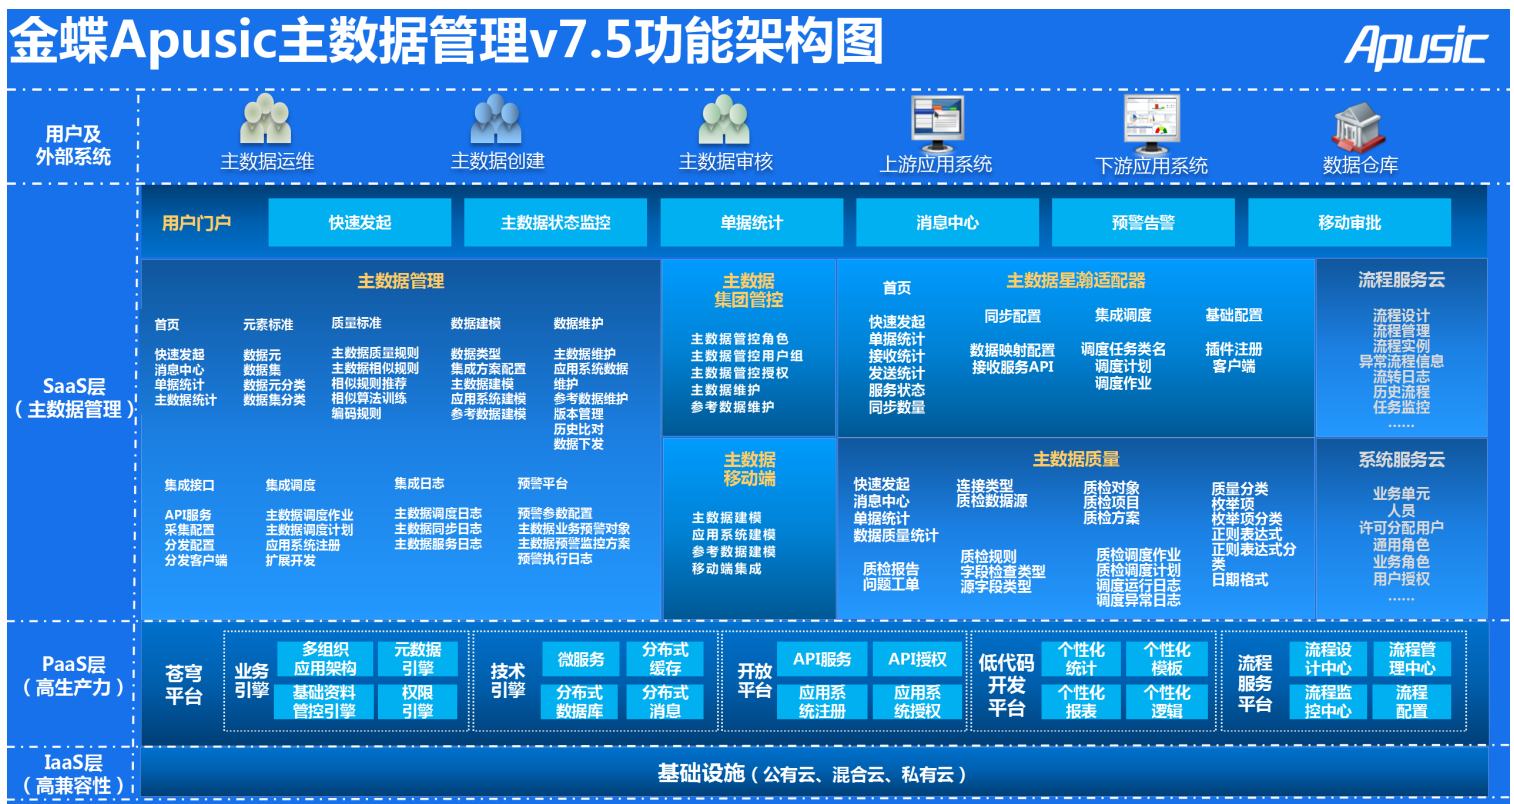 金蝶Apusic主数据管理v7.5功能架构图
Apusic
用户及
外部系统
主数据运维
主数据创建
主数据审核
上游应用系统
下游应用系统
数据仓库
SaaS层
（主数据管理）
用户门户
快速发起
主数据状态监控
单据统计
消息中心
预警告警
移动审批
主数据管理
首页
快速发起
消息中心
单据统计
主数据统计
元素标准
数据元
数据集
数据元分类
数据集分类
质量标准
主数据质量规则
主数据相似规则
相似规则推荐
相似算法训练
编码规则
数据建模
数据类型
集成方案配置
主数据建模
应用系统建模
参考数据建模
数据维护
主数据维护
应用系统数据
维护
参考数据维护
版本管理
历史比对
数据下发
集成接口
API服务
采集配置
分发配置
分发客户端
集成调度
主数据调度作业
主数据调度计划
应用系统注册
扩展开发
集成日志
主数据调度日志
主数据同步日志
主数据服务日志
预警平台
预警参数配置
主数据业务预警对象
主数据预警监控方案
预警执行日志
主数据
集团管控
主数据管控角色
主数据管控用户组
主数据管控授权
主数据维护
参考数据维护
主数据
移动端
主数据建模
应用系统建模
参考数据建模
移动端集成
主数据星瀚适配器
首页
快速发起
单据统计
接收统计
发送统计
服务状态
同步数量
同步配置
数据映射配置
接收服务API
集成调度
调度任务类名
调度计划
调度作业
基础配置
插件注册
客户端
主数据质量
快速发起
消息中心
单据统计
数据质量统计
质检报告
问题工单
连接类型
质检数据源
质检规则
字段检查类型
源字段类型
质检对象
质检项目
质检方案
质检调度作业
质检调度计划
调度运行日志
调度异常日志
质量分类
枚举项
枚举项分类
正则表达式
正则表达式分
类
日期格式
流程服务云
流程设计
流程管理
流程实例
异常流程信息
流转日志
历史流程
任务监控
……
系统服务云
业务单元
人员
许可分配用户
通用角色
业务角色
用户授权
……
PaaS层
（高生产力）
苍穹
平台
业务
引擎
多组织
应用架构
元数据
引擎
基础资料
管控引擎
权限
引擎
技术
引擎
微服务
分布式
缓存
分布式
数据库
分布式
消息
开放
平台
API服务
API授权
应用系
统注册
应用系
统授权
低代码
开发
平台
个性化
统计
个性化
模板
个性化
报表
个性化
逻辑
流程
服务
平台
流程设
计中心
流程管
理中心
流程监
控中心
流程
配置
IaaS层
（高兼容性）
基础设施（公有云、混合云、私有云）